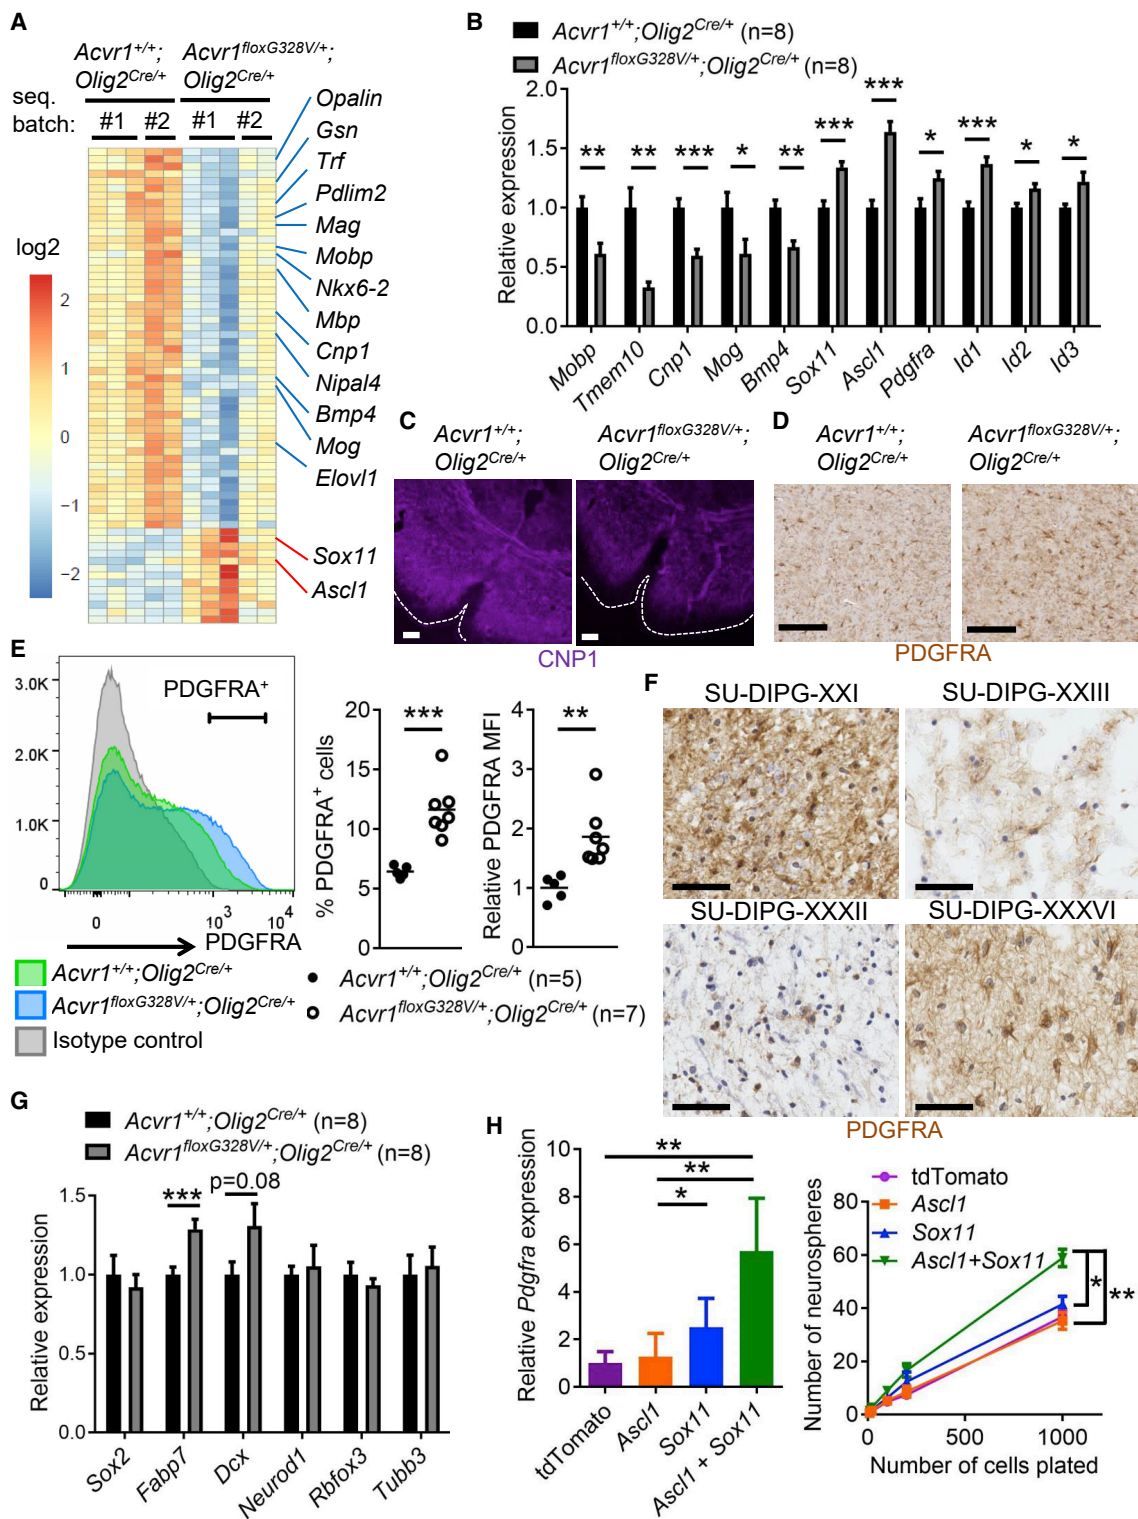 A
Acvr1+/+;
Olig2Cre/+
Acvr1floxG328V/+;
Olig2Cre/+
seq.
batch:
#1 #2 #1 #2
log2
2
1
0
−1
−2
Opalin
Gsn
Trf
Pdlim2
Mag
Mobp
Nkx6-2
Mbp
Cnp1
Nipal4
Bmp4
Mog
Elovl1
Sox11
Ascl1
B
Acvr1+/+;Olig2Cre/+ (n=8)
Acvr1floxG328V/+;Olig2Cre/+ (n=8)
Relative expression
2.0
1.5
1.0
0.5
0.0
** ** *** * ** *** *** * *** * *
Mobp Tmem10 Cnp1 Mog Bmp4 Sox11 Ascl1 Pdgfra Id1 Id2 Id3
C
Acvr1+/+;
Olig2Cre/+
Acvr1floxG328V/+;
Olig2Cre/+
CNP1
D
Acvr1+/+;
Olig2Cre/+
Acvr1floxG328V/+;
Olig2Cre/+
PDGFRA
E
3.0K
2.0K
1.0K
0
PDGFRA+
0 103 104
PDGFRA
Acvr1+/+;Olig2Cre/+
Acvr1floxG328V/+;Olig2Cre/+
Isotype control
% PDGFRA+ cells
20
15
10
5
0
***
Relative PDGFRA MFI
4
3
2
1
0
**
Acvr1+/+;Olig2Cre/+ (n=5)
Acvr1floxG328V/+;Olig2Cre/+ (n=7)
F
SU-DIPG-XXI
SU-DIPG-XXIII
SU-DIPG-XXXII
SU-DIPG-XXXVI
PDGFRA
G
Acvr1+/+;Olig2Cre/+ (n=8)
Acvr1floxG328V/+;Olig2Cre/+ (n=8)
Relative expression
1.5
1.0
0.5
0.0
***
p=0.08
Sox2 Fabp7 Dcx Neurod1 Rbfox3 Tubb3
H
Relative Pdgfra expression
10
8
6
4
2
0
**
**
*
tdTomato Ascl1 Sox11 Ascl1 + Sox11
tdTomato
Ascl1
Sox11
Ascl1+Sox11
Number of neurospheres
80
60
40
20
0
* **
0 500 1000
Number of cells plated